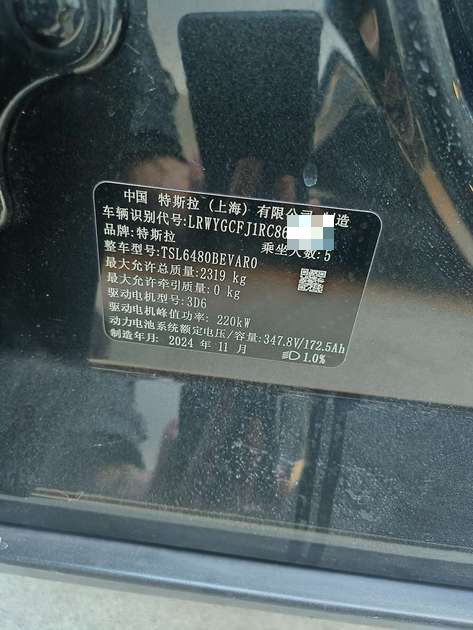 中国 特斯拉 (上海) 有限公司 制造
车辆识别代号:LRWYGCFJ1RC86
品牌:特斯拉 乘坐人数:5
整车型号:TSL6480BEVAR0
最大允许总质量:2319 kg
最大允许牵引质量:0 kg
驱动电机型号:3D6
驱动电机峰值功率: 220kW
动力电池系统额定电压/容量:347.8V/172.5Ah
制造年月: 2024 年 11 月 1.0%